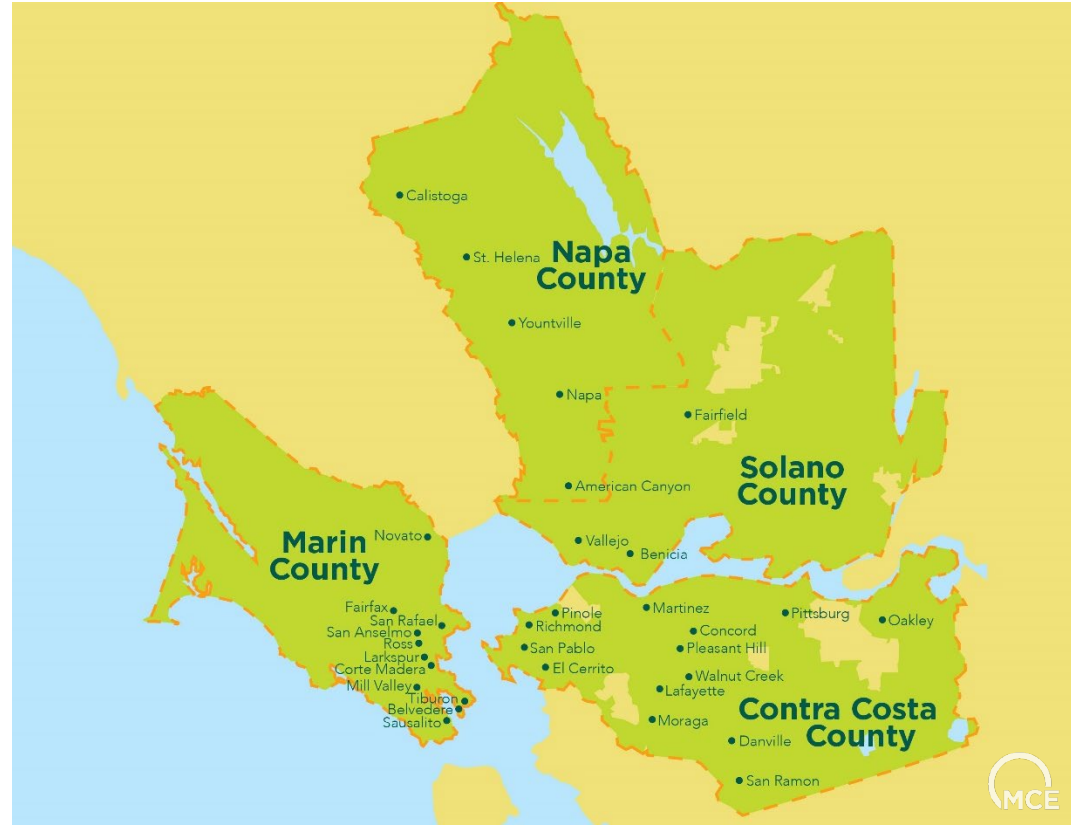 Calistoga
St. Helena
Napa
County
Yountville
Napa
Fairfield
Solano
County
American Canyon
Vallejo
Benicia
Novato
Marin
County
Fairfax
San Rafael
San Anselmo
Ross
Larkspur
Corte Madera
Mill Valley
Tiburon
Belvedere
Sausalito
Pinole
Richmond
San Pablo
El Cerrito
Martinez
Concord
Pleasant Hill
Walnut Creek
Lafayette
Moraga
Pittsburg
Oakley
Contra Costa
County
Danville
San Ramon
MCE